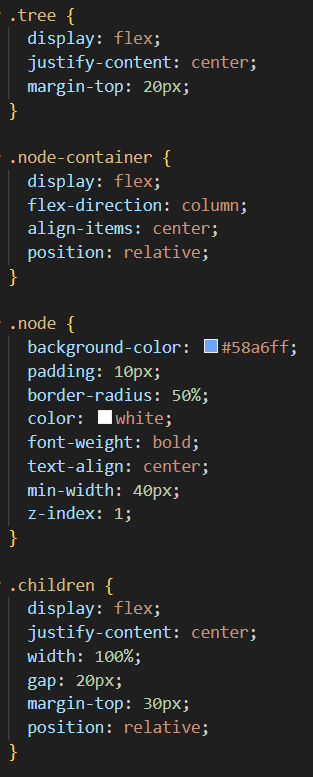 .tree {
display: flex;
justify-content: center;
margin-top: 20px;
}
.node-container {
display: flex;
flex-direction: column;
align-items: center;
position: relative;
}
.node {
background-color: #58a6ff;
padding: 10px;
border-radius: 50%;
color: white;
font-weight: bold;
text-align: center;
min-width: 40px;
z-index: 1;
}
.children {
display: flex;
justify-content: center;
width: 100%;
gap: 20px;
margin-top: 30px;
position: relative;
}